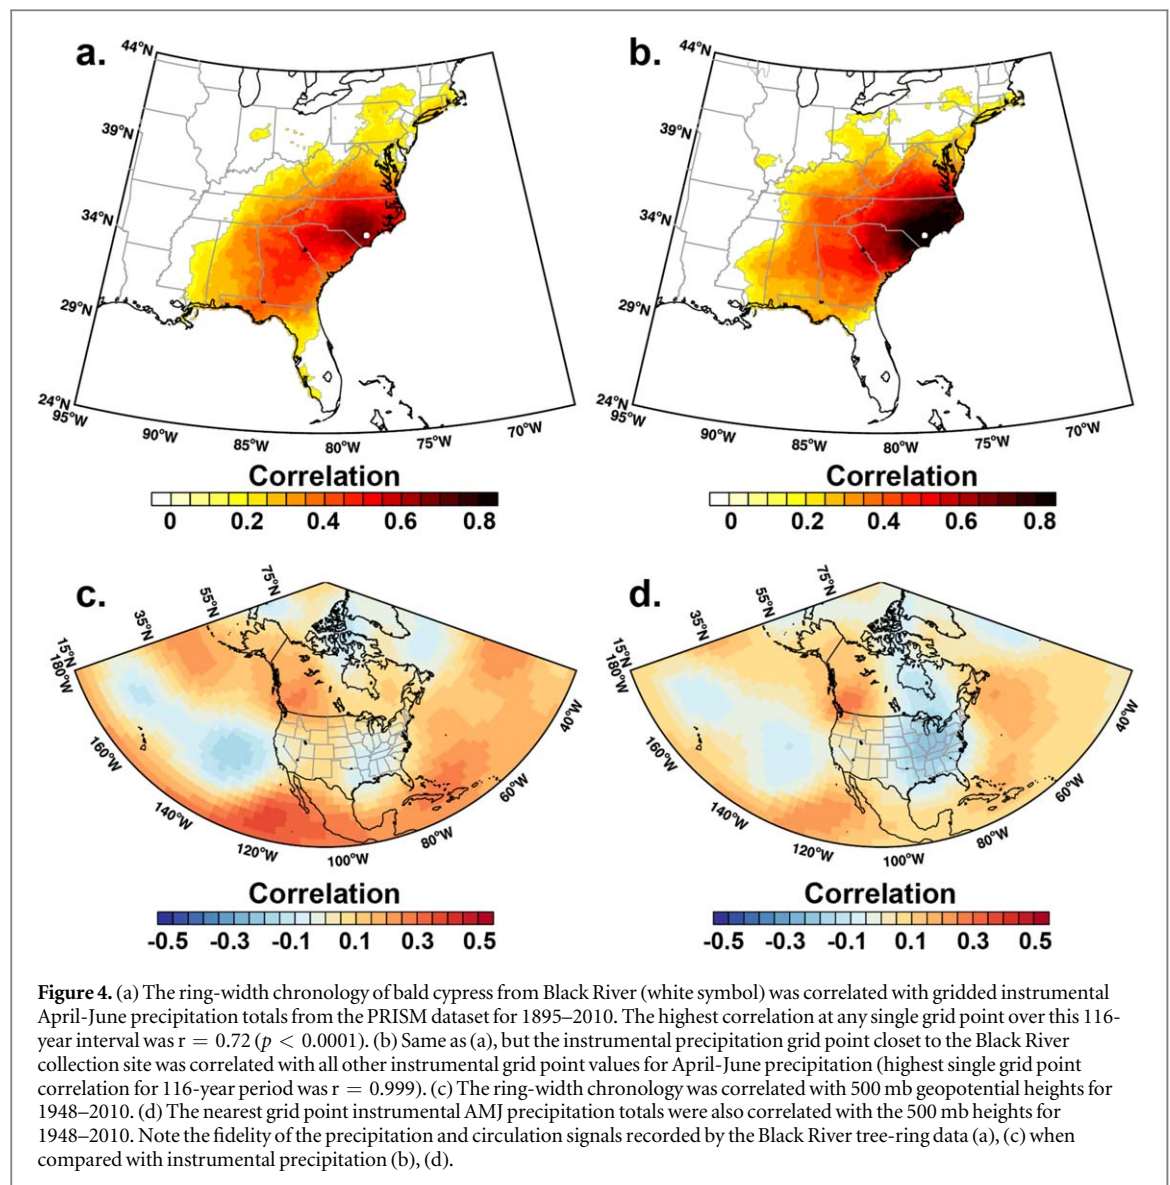 a.
44°N
39°N
34°N
29°N
24°N
95°W
90°W
85°W
80°W
75°W
70°W
Correlation
0 0.2 0.4 0.6 0.8
b.
44°N
39°N
34°N
29°N
24°N
95°W
90°W
85°W
80°W
75°W
70°W
Correlation
0 0.2 0.4 0.6 0.8
c.
75°N
55°N
35°N
15°N
180°W
160°W
140°W
120°W
100°W
80°W
60°W
40°W
Correlation
-0.5 -0.3 -0.1 0.1 0.3 0.5
d.
75°N
55°N
35°N
15°N
180°W
160°W
140°W
120°W
100°W
80°W
60°W
40°W
Correlation
-0.5 -0.3 -0.1 0.1 0.3 0.5
Figure 4. (a) The ring-width chronology of bald cypress from Black River (white symbol) was correlated with gridded instrumental
April-June precipitation totals from the PRISM dataset for 1895–2010. The highest correlation at any single grid point over this 116-
year interval was r = 0.72 (p < 0.0001). (b) Same as (a), but the instrumental precipitation grid point closet to the Black River
collection site was correlated with all other instrumental grid point values for April-June precipitation (highest single grid point
correlation for 116-year period was r = 0.999). (c) The ring-width chronology was correlated with 500 mb geopotential heights for
1948–2010. (d) The nearest grid point instrumental AMJ precipitation totals were also correlated with the 500 mb heights for
1948–2010. Note the fidelity of the precipitation and circulation signals recorded by the Black River tree-ring data (a), (c) when
compared with instrumental precipitation (b), (d).